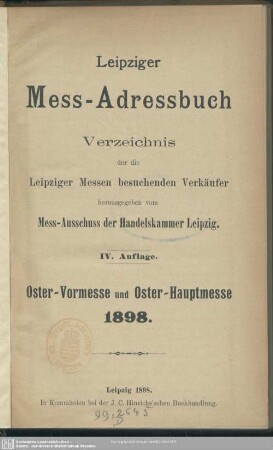 Leipziger
Mess-Adressbuch
Verzeichnis
der die
Leipziger Messen besuchenden Verkäufer
herausgegeben vom
Mess-Ausschuss der Handelskammer Leipzig.
IV. Auflage.
Oster-Vormesse und Oster-Hauptmesse
1898.
Leipzig 1898.
In Kommission bei der J. C. Hinrichs'schen Buchhandlung.